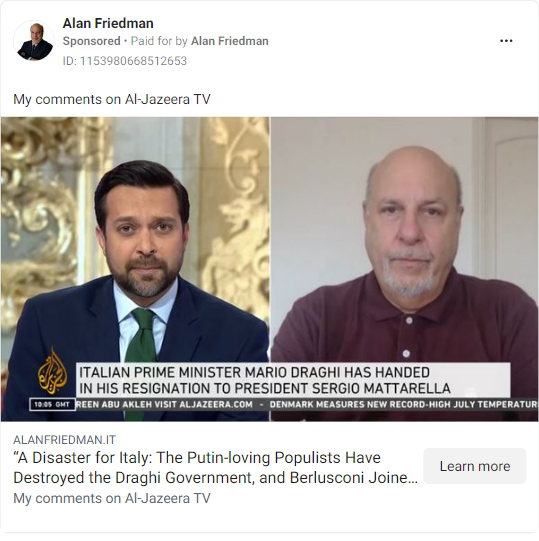 Alan Friedman
Sponsored • Paid for by Alan Friedman
ID: 1153980668512653
My comments on Al-Jazeera TV
ITALIAN PRIME MINISTER MARIO DRAGHI HAS HANDED
IN HIS RESIGNATION TO PRESIDENT SERGIO MATTARELLA
10:05 GMT REEN ABU AKLEH VISIT ALJAZEERA.COM - DENMARK MEASURES NEW RECORD-HIGH JULY TEMPERATUR
ALANFRIEDMAN.IT
“A Disaster for Italy: The Putin-loving Populists Have
Destroyed the Draghi Government, and Berlusconi Joine...
Learn more
My comments on Al-Jazeera TV